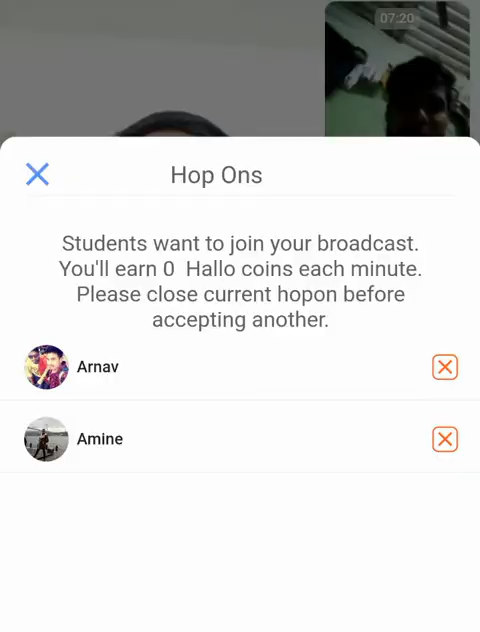 07:20
Hop Ons
Students want to join your broadcast.
You'll earn 0  Hallo coins each minute.
Please close current hopon before
accepting another.
Arnav
Amine